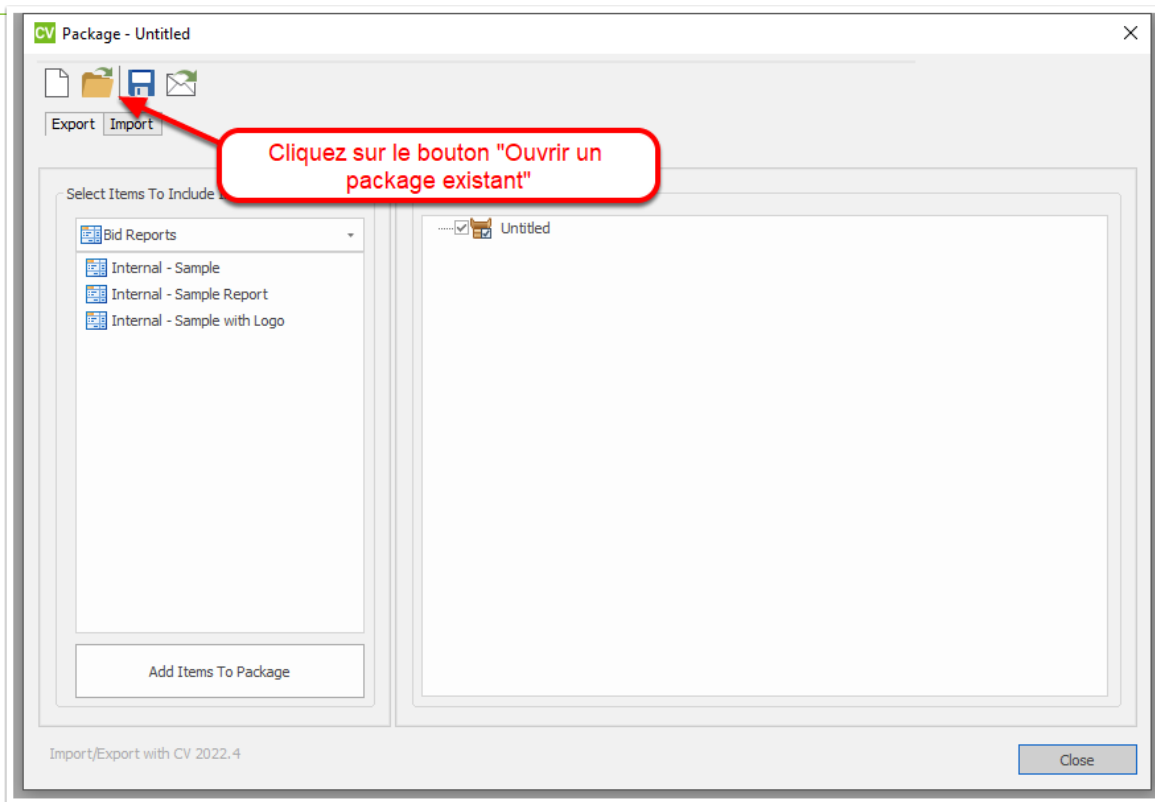 CV Package - Untitled
Export Import
Cliquez sur le bouton "Ouvrir un
package existant"
Select Items To Include
Bid Reports
Internal - Sample
Internal - Sample Report
Internal - Sample with Logo
Add Items To Package
Untitled
Import/Export with CV 2022.4
Close